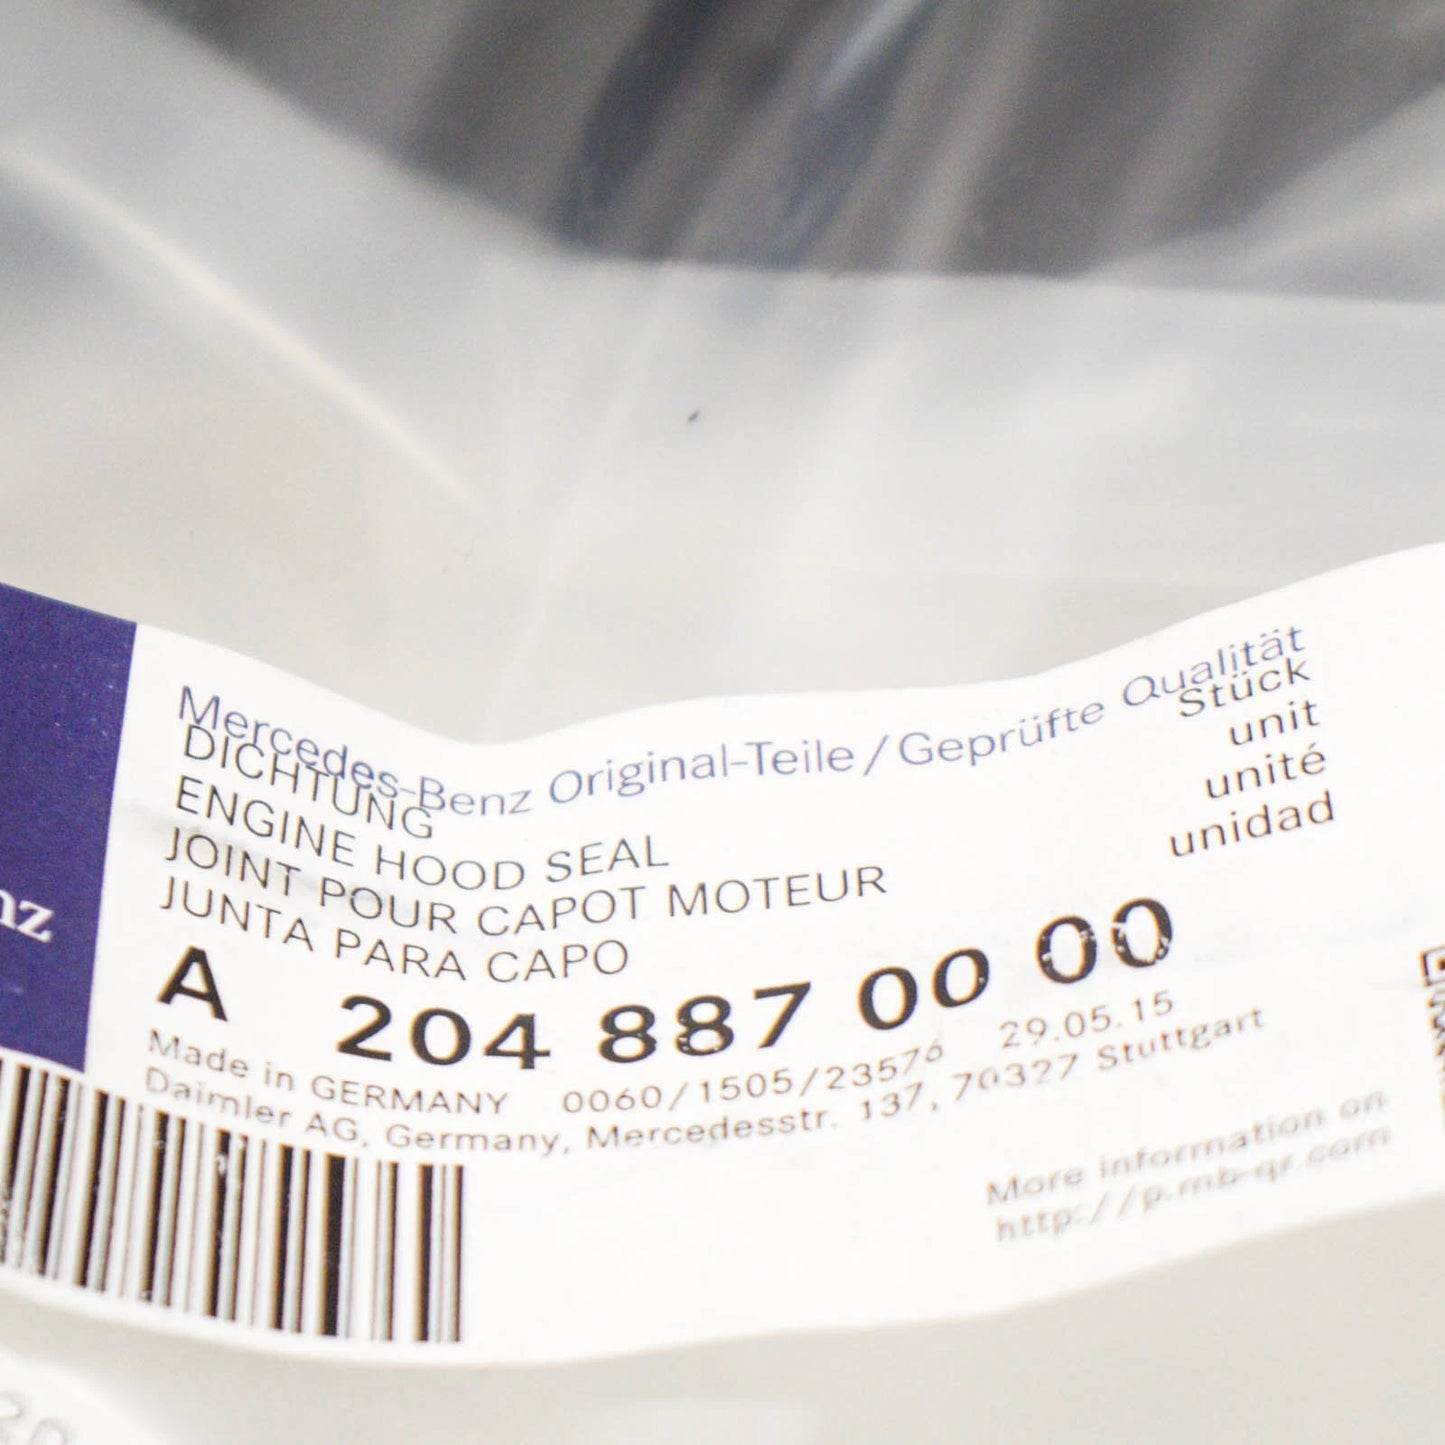 Mercedes-Benz Original-Teile/Geprüfte Qualität
DICHTUNG
Stück
ENGINE HOOD SEAL
unit
JOINT POUR CAPOT MOTEUR
unité
JUNTA PARA CAPO
unidad
nz
A 204 887 00 00
Made in GERMANY 0060/1505/23576 29.05.15
Daimler AG, Germany, Mercedesstr. 137, 70327 Stuttgart
More information on
http://p.mb-qr.com